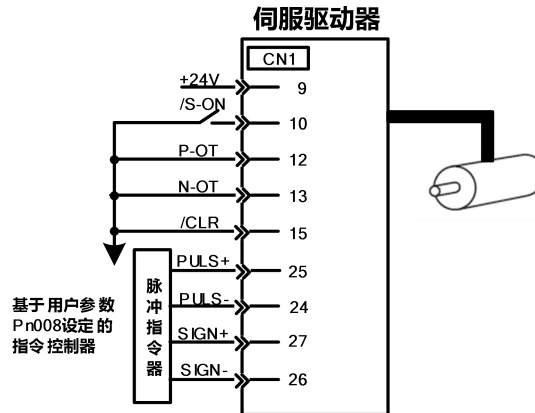 伺服驱动器
CN1
+24V 9
/S-ON 10
P-OT 12
N-OT 13
/CLR 15
PULS+ 25
PULS- 24
SIGN+ 27
SIGN- 26
脉冲指令器
基于用户参数
Pn008设定的
指令控制器